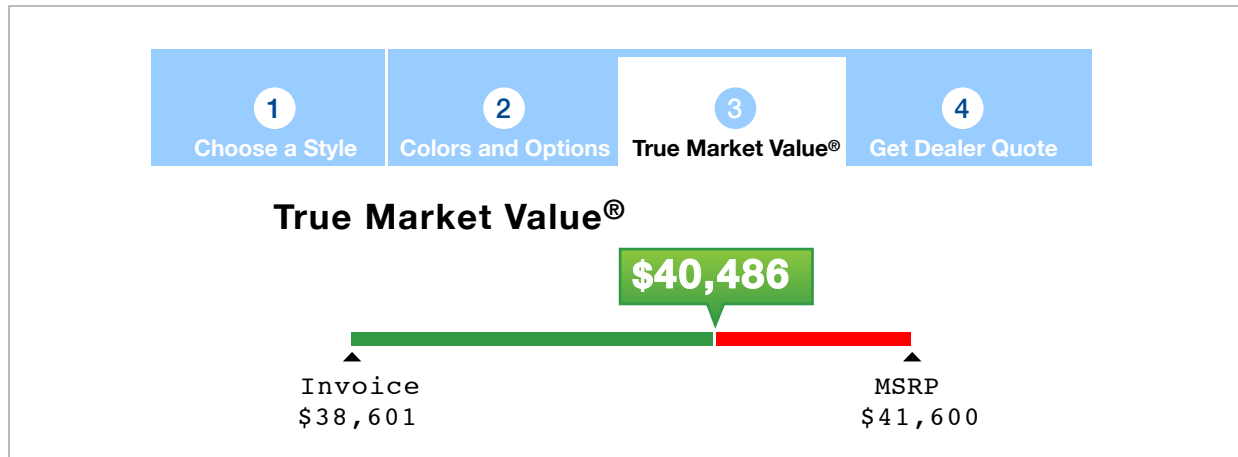 1 2 3 4
Choose a Style Colors and Options True Market Value® Get Dealer Quote
True Market Value®
$40,486
Invoice MSRP
$38,601 $41,600